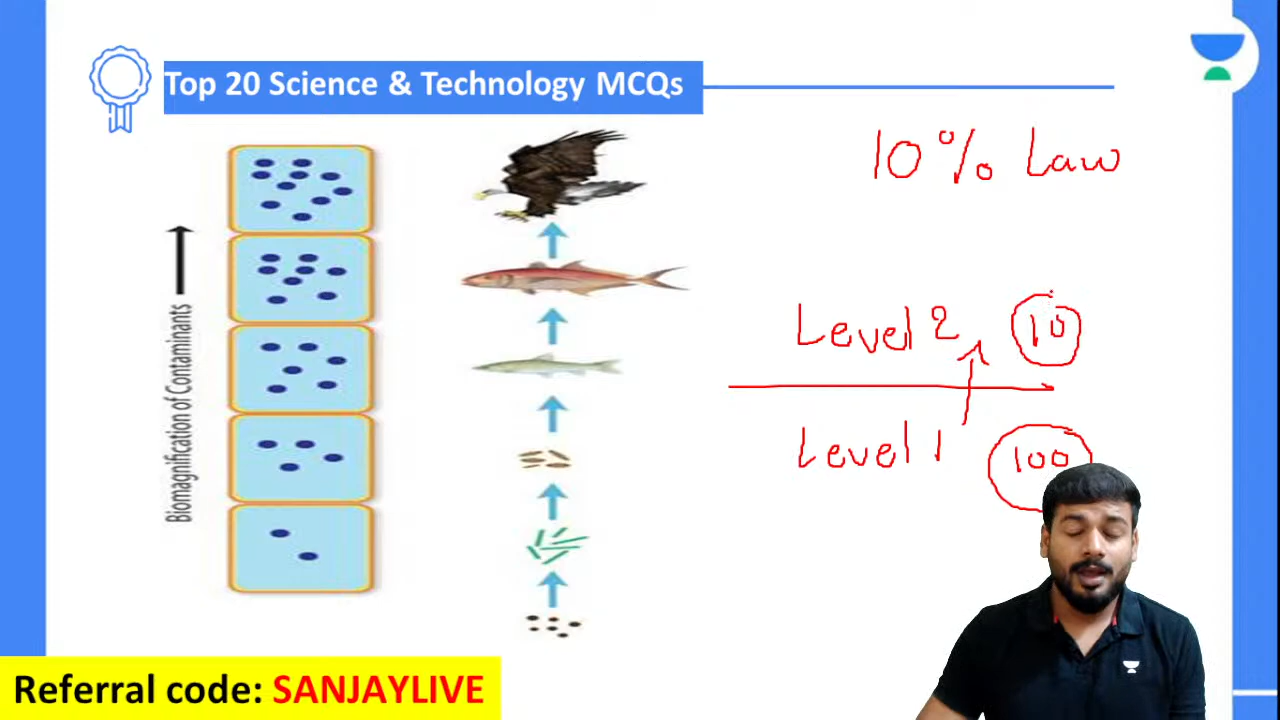 Top 20 Science & Technology MCQs
10% Law
Biomagnification of Contaminants
Level 2 10
Level 1 100
Referral code: SANJAYLIVE